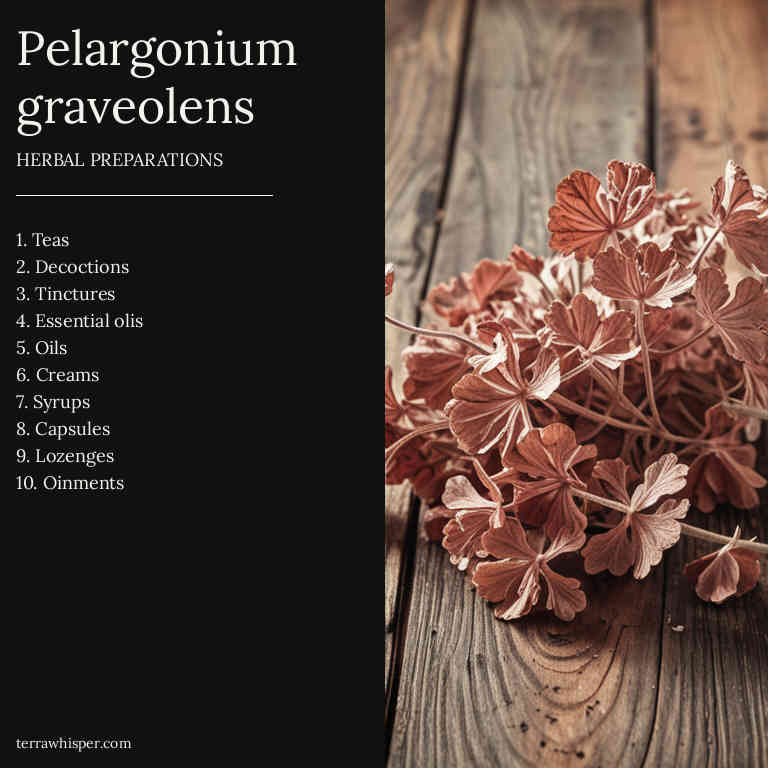 Pelargonium
graveolens
HERBAL PREPARATIONS
1. Teas
2. Decoctions
3. Tinctures
4. Essential olis
5. Oils
6. Creams
7. Syrups
8. Capsules
9. Lozenges
10. Oinments
terrawhisper.com